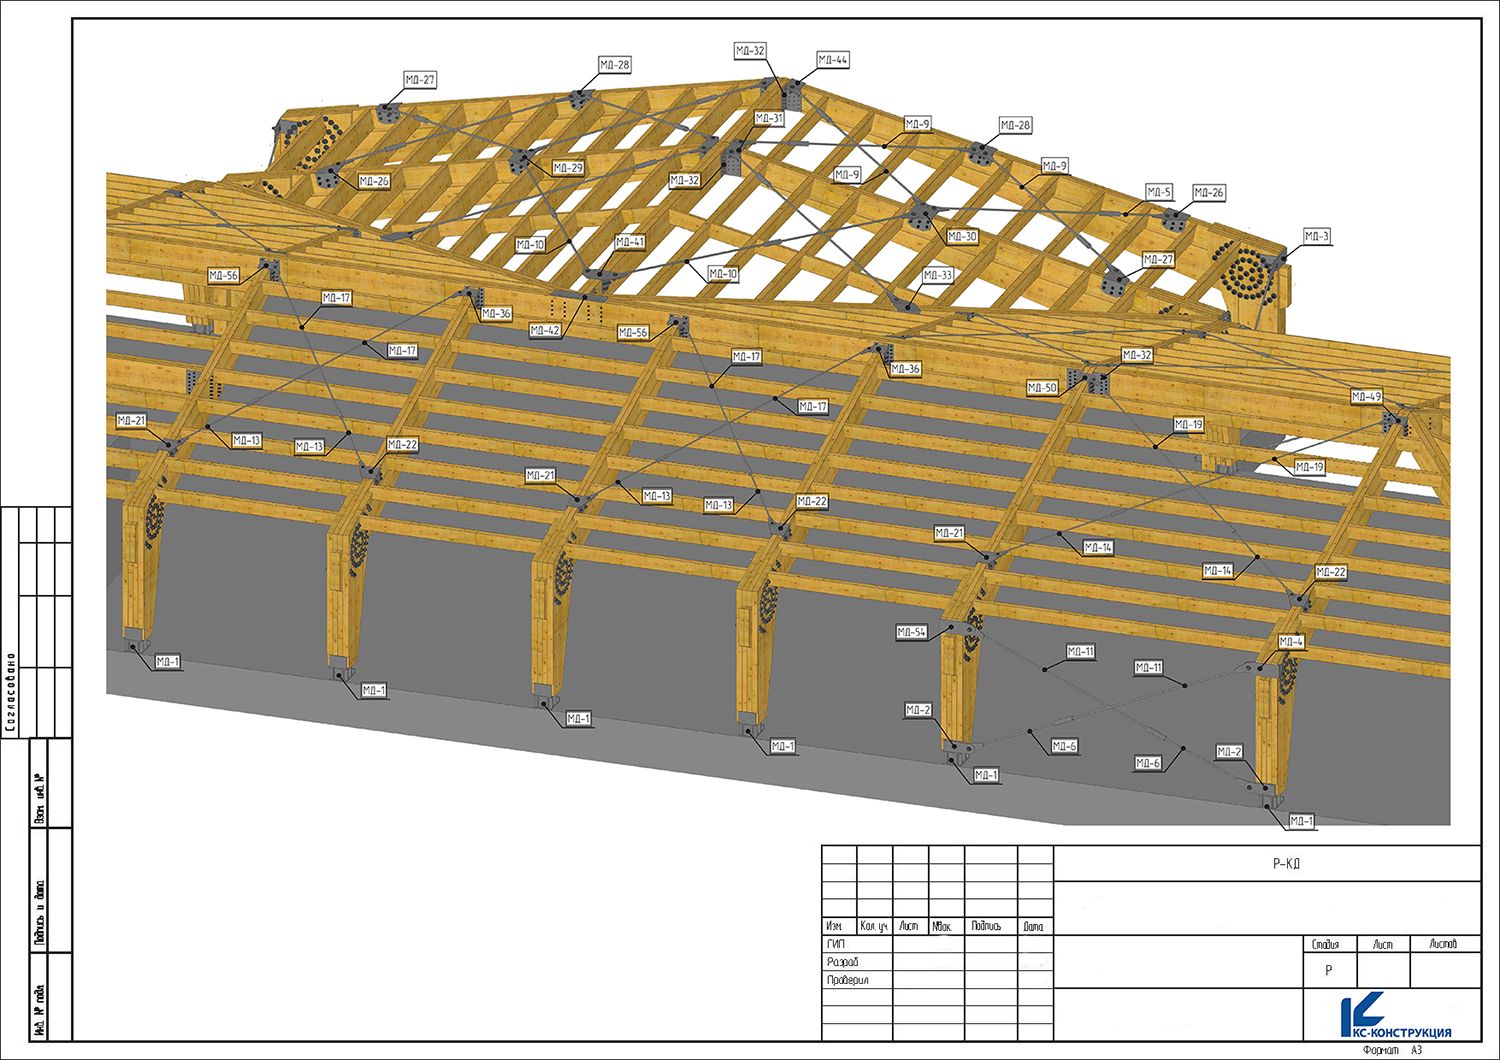 МД-32
МД-44
МД-28
МД-27
МД-31
МД-9
МД-28
МД-29
МД-26
МД-32
МД-9
МД-9
МД-5
МД-26
МД-3
МД-10
МД-41
МД-30
МД-10
МД-27
МД-33
МД-56
МД-17
МД-36
МД-42
МД-56
МД-17
МД-17
МД-36
МД-32
МД-50
МД-49
МД-21
МД-13
МД-13
МД-22
МД-17
МД-19
МД-19
МД-21
МД-13
МД-13
МД-22
МД-21
МД-14
МД-14
МД-22
МД-54
МД-11
МД-11
МД-4
МД-1
МД-1
МД-1
МД-2
МД-1
МД-6
МД-6
МД-2
МД-1
МД-1
Согласовано
Взам. инв. №
Подпись и дата
Инв. № подл.
Р-КД
Изм. Кол. уч. Лист №док. Подпись Дата
ГИП
Разраб
Проверил
Стадия Лист Листов
Р
КС-КОНСТРУКЦИЯ
Формат А3